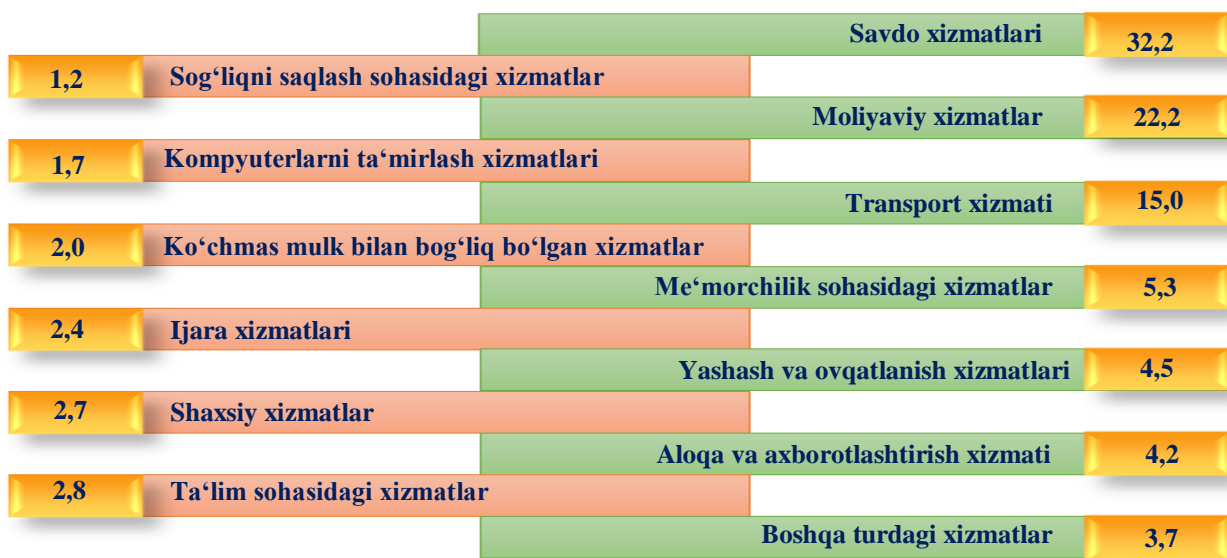 Savdo xizmatlari 32,2
1,2 Sog‘liqni saqlash sohasidagi xizmatlar
Moliyaviy xizmatlar 22,2
1,7 Kompyuterlarni ta‘mirlash xizmatlari
Transport xizmati 15,0
2,0 Ko‘chmas mulk bilan bog‘liq bo‘lgan xizmatlar
Me‘morchilik sohasidagi xizmatlar 5,3
2,4 Ijara xizmatlari
Yashash va ovqatlanish xizmatlari 4,5
2,7 Shaxsiy xizmatlar
Aloqa va axborotlashtirish xizmati 4,2
2,8 Ta‘lim sohasidagi xizmatlar
Boshqa turdagi xizmatlar 3,7